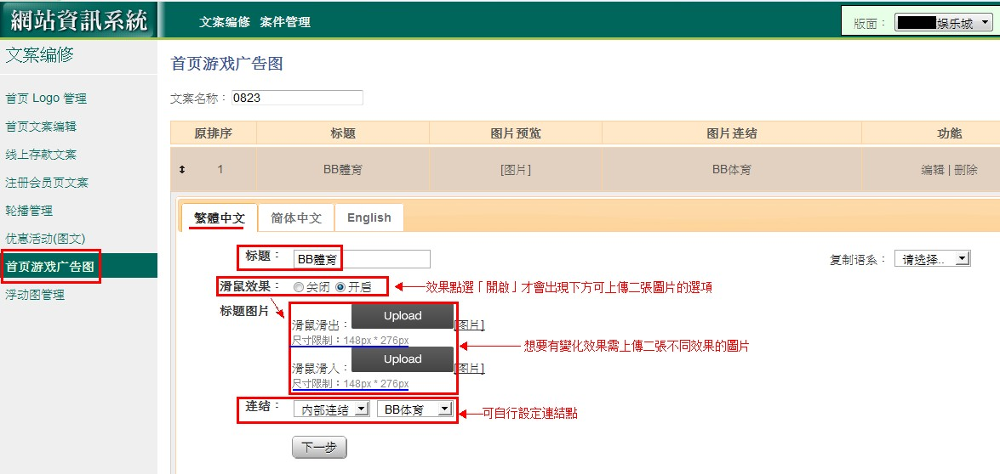 網站資訊系統
文案编修 案件管理
版面：
娱乐城
文案编修
首页 Logo 管理
首页文案编辑
线上存款文案
注册会员页文案
轮播管理
优惠活动(图文)
首页游戏广告图
浮动图管理
首页游戏广告图
文案名称：0823
原排序 标题 图片预览 图片连结 功能
1 BB體育 [图片] BB体育 编辑 | 删除
繁體中文 简体中文 English
标题： BB體育
复制语系： 请选择..
滑鼠效果： 关闭 开启
效果點選「開啟」才會出現下方可上傳二張圖片的選項
标题图片
滑鼠滑出： Upload [图片]
尺寸限制：148px * 276px
想要有變化效果需上傳二張不同效果的圖片
滑鼠滑入： Upload [图片]
尺寸限制：148px * 276px
连结： 内部连结 BB体育
可自行設定連結點
下一步